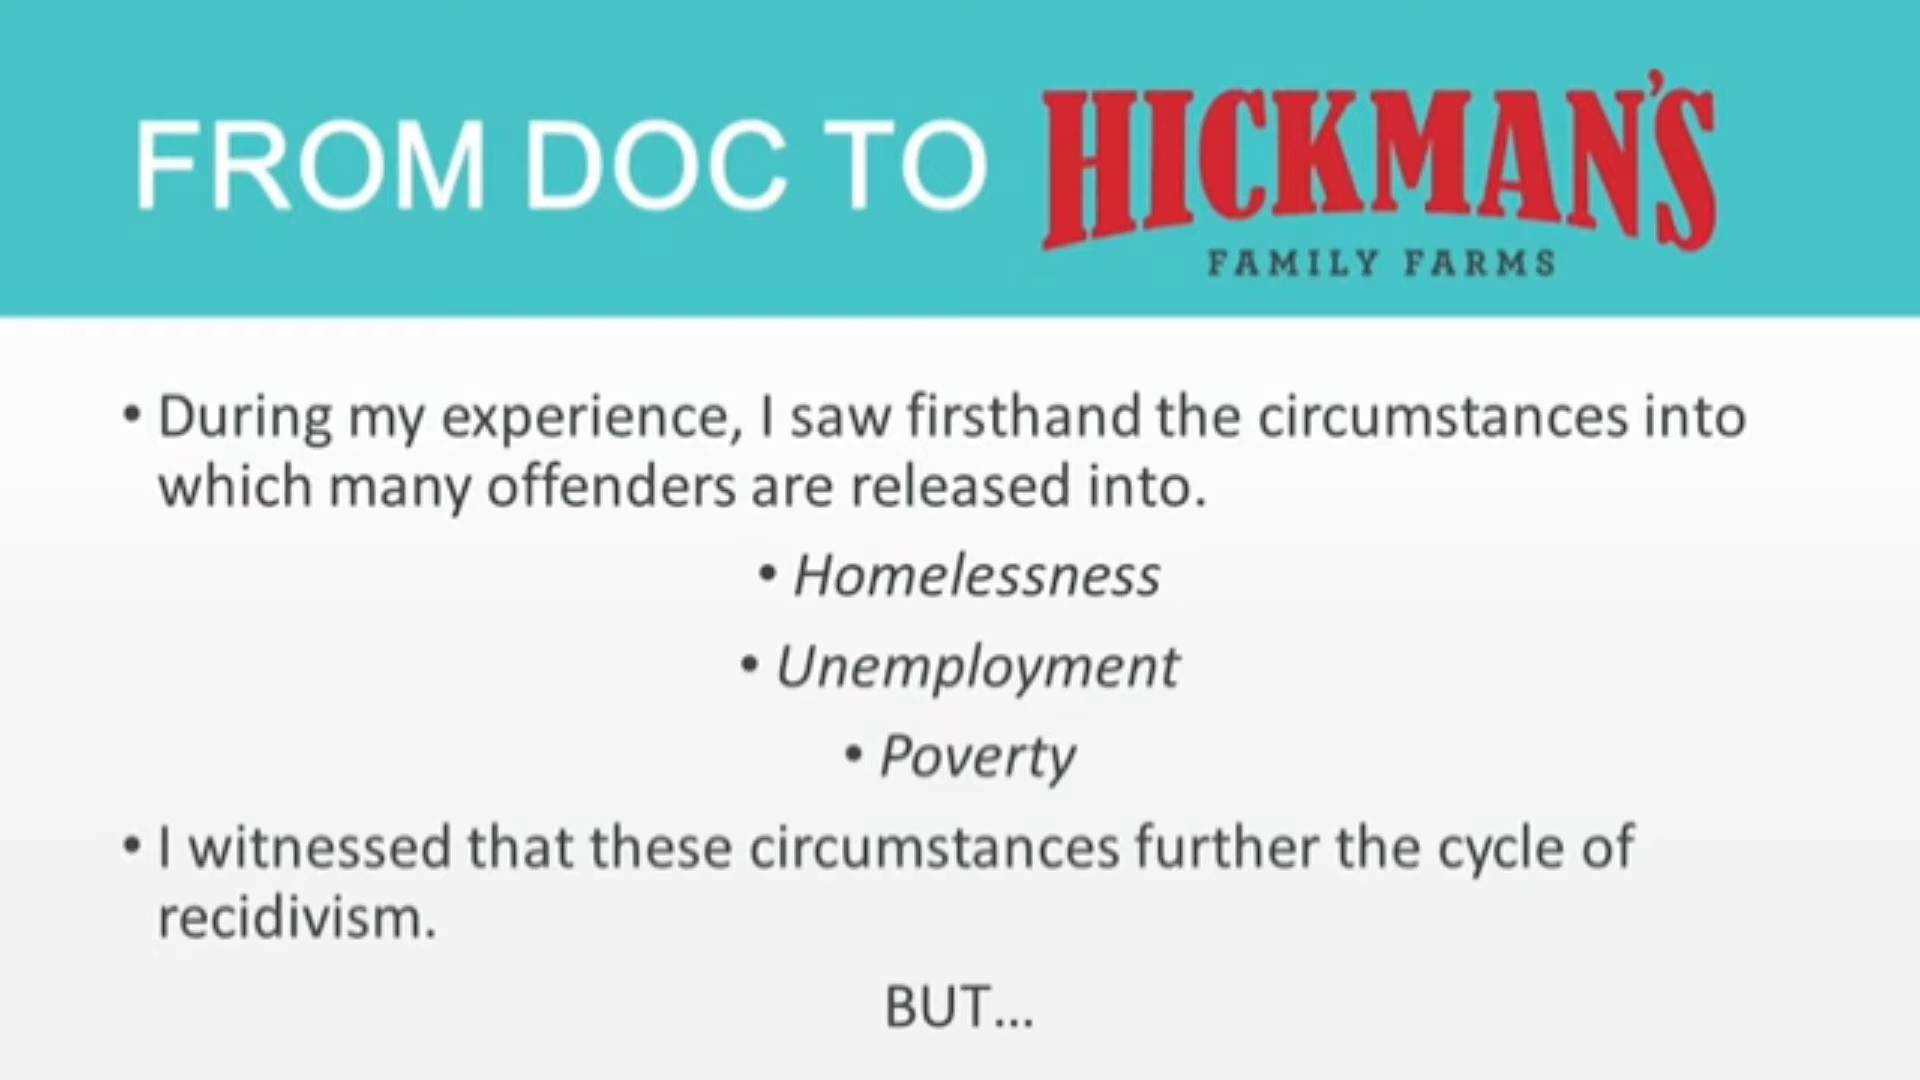 FROM DOC TO HICKMAN'S
FAMILY FARMS
• During my experience, I saw firsthand the circumstances into
which many offenders are released into.
• Homelessness
• Unemployment
• Poverty
• I witnessed that these circumstances further the cycle of
recidivism.
BUT...